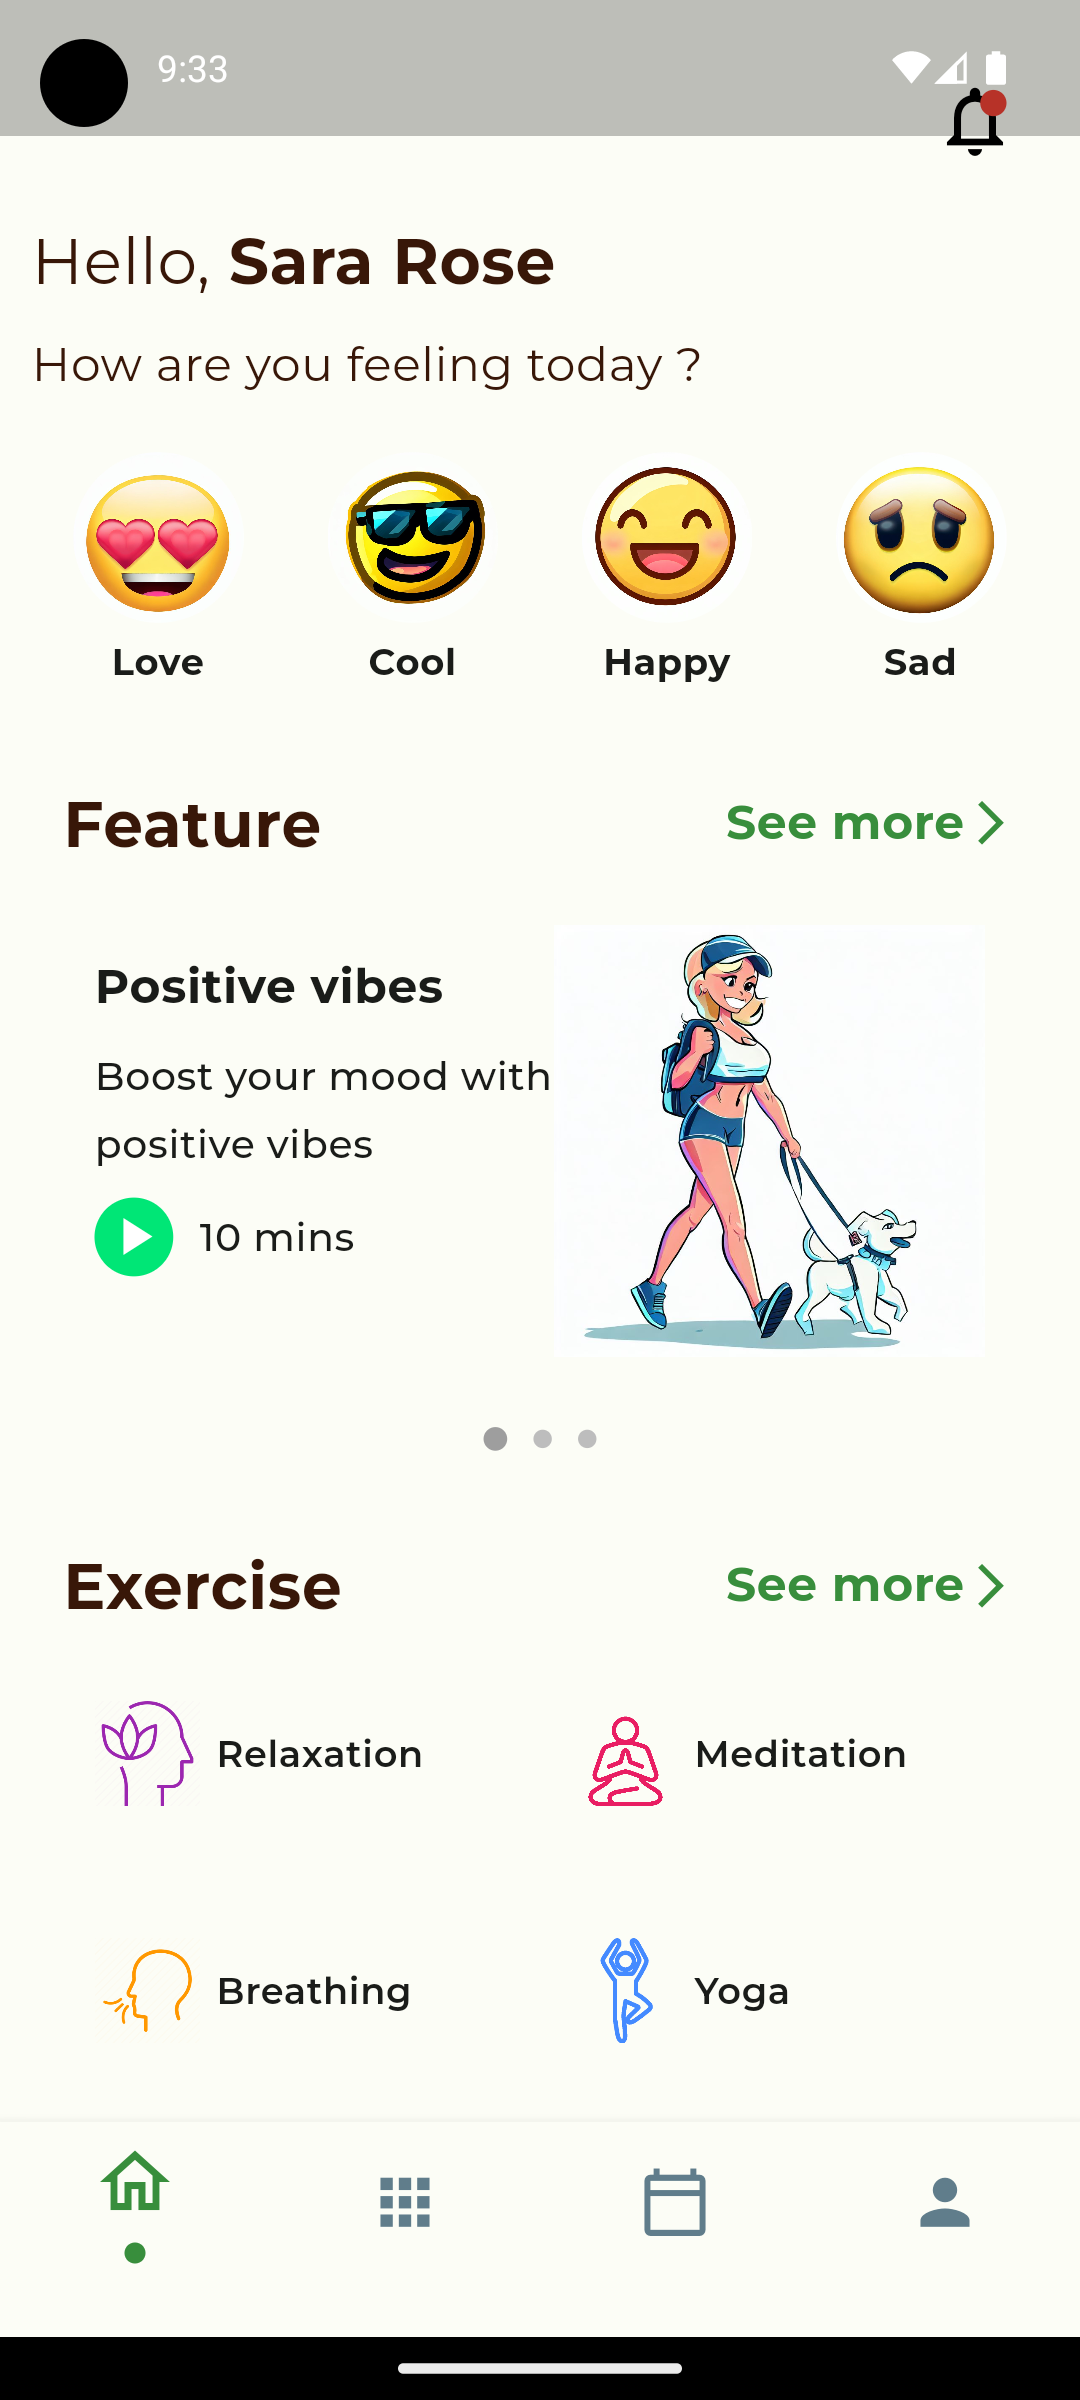 9:33
Hello, Sara Rose
How are you feeling today ?
Love
Cool
Happy
Sad
Feature
See more
Positive vibes
Boost your mood with
positive vibes
10 mins
Exercise
See more
Relaxation
Meditation
Breathing
Yoga